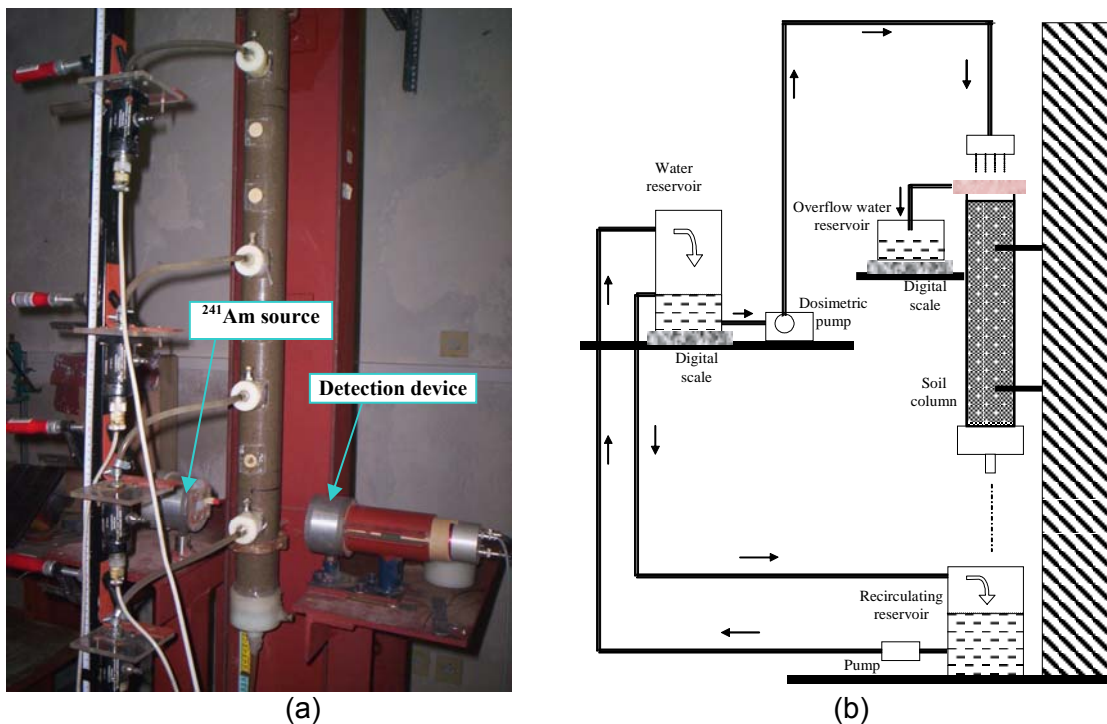 241Am source
Detection device
(a)
Water
reservoir
Overflow water
reservoir
Digital
scale
Dosimetric
pump
Digital
scale
Soil
column
Recirculating
reservoir
Pump
(b)